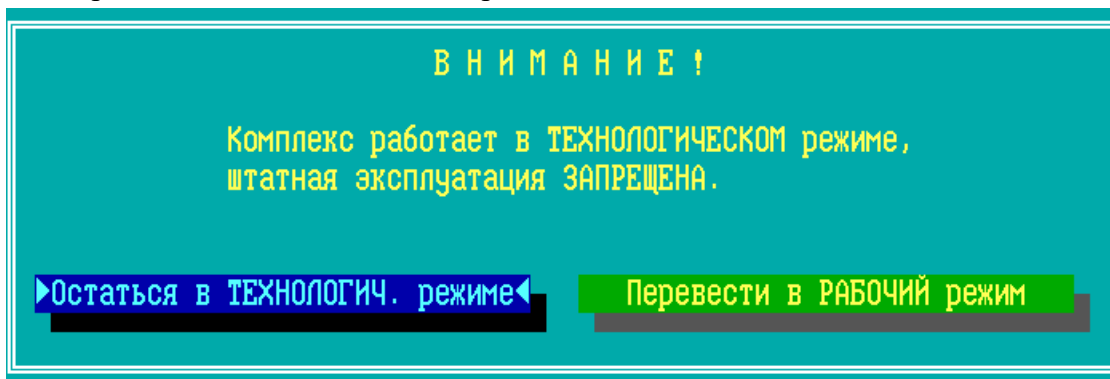 В Н И М А Н И Е !
Комплекс работает в ТЕХНОЛОГИЧЕСКОМ режиме,
штатная эксплуатация ЗАПРЕЩЕНА.
Остаться в ТЕХНОЛОГИЧ. режиме
Перевести в РАБОЧИЙ режим